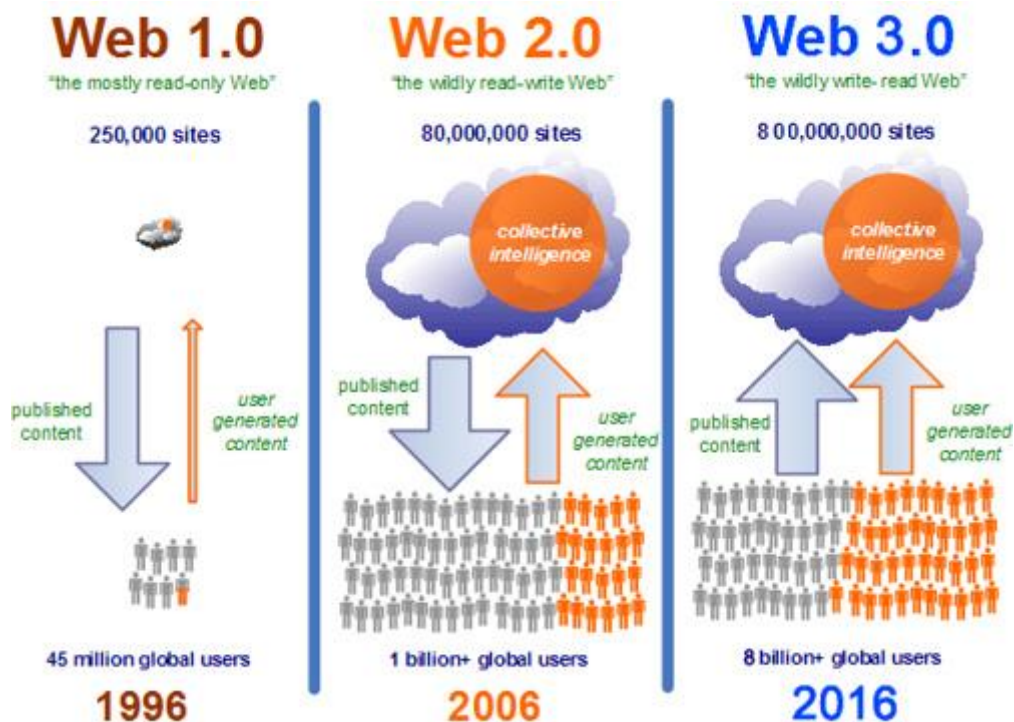 Web 1.0
"the mostly read-only Web"
250,000 sites
published
content
user
generated
content
45 million global users
1996
Web 2.0
"the wildly read-write Web"
80,000,000 sites
collective
intelligence
published
content
user
generated
content
1 billion+ global users
2006
Web 3.0
"the wildly write- read Web"
800,000,000 sites
collective
intelligence
published
content
user
generated
content
8 billion+ global users
2016